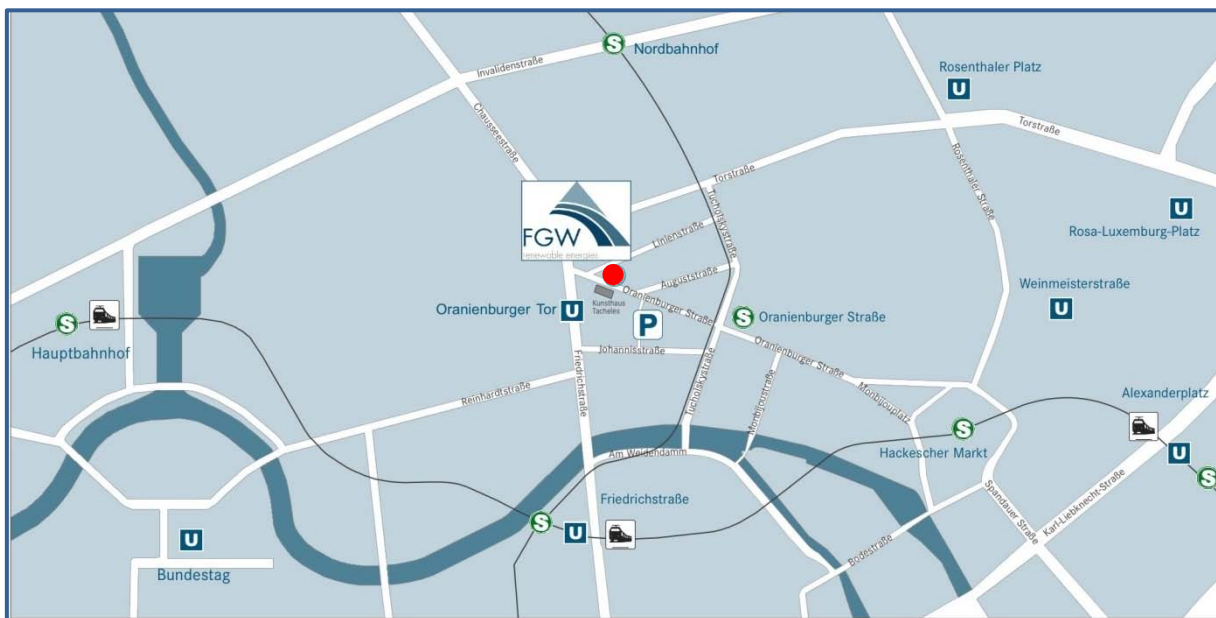 S
Nordbahnhof
Invalidenstraße
Rosenthaler Platz
U
Chausseestraße
Torstraße
Rosenthaler Straße
Torstraße
Tucholskystraße
FGW
renewable energies
Linienstraße
U
Rosa-Luxemburg-Platz
Auguststraße
Oranienburger Straße
Kunsthaus
Tacheles
Weinmeisterstraße
U
Oranienburger Tor
U
P
S
Oranienburger Straße
S
Hauptbahnhof
Johannisstraße
Oranienburger Straße
Friedrichstraße
Reinhardtstraße
Tucholskystraße
Monbijoustraße
Monbijouplatz
Alexanderplatz
S
Hackescher Markt
U
S
Am Weidendamm
Spandauer Straße
Karl-Liebknecht-Straße
Friedrichstraße
S
U
Bodestraße
U
Bundestag